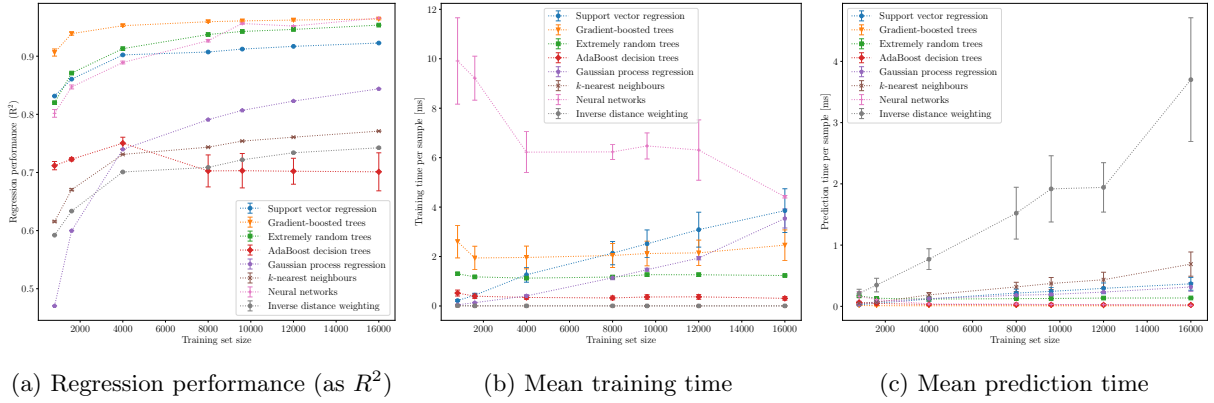 0.9
0.8
0.7
0.6
0.5
Regression performance (R²)
2000 4000 6000 8000 10000 12000 14000 16000
Training set size
Support vector regression
Gradient-boosted trees
Extremely random trees
AdaBoost decision trees
Gaussian process regression
k-nearest neighbours
Neural networks
Inverse distance weighting
(a) Regression performance (as R²)
12
10
8
6
4
2
0
Training time per sample [ms]
2000 4000 6000 8000 10000 12000 14000 16000
Training set size
Support vector regression
Gradient-boosted trees
Extremely random trees
AdaBoost decision trees
Gaussian process regression
k-nearest neighbours
Neural networks
Inverse distance weighting
(b) Mean training time
4
3
2
1
0
Prediction time per sample [ms]
2000 4000 6000 8000 10000 12000 14000 16000
Training set size
Support vector regression
Gradient-boosted trees
Extremely random trees
AdaBoost decision trees
Gaussian process regression
k-nearest neighbours
Neural networks
Inverse distance weighting
(c) Mean prediction time